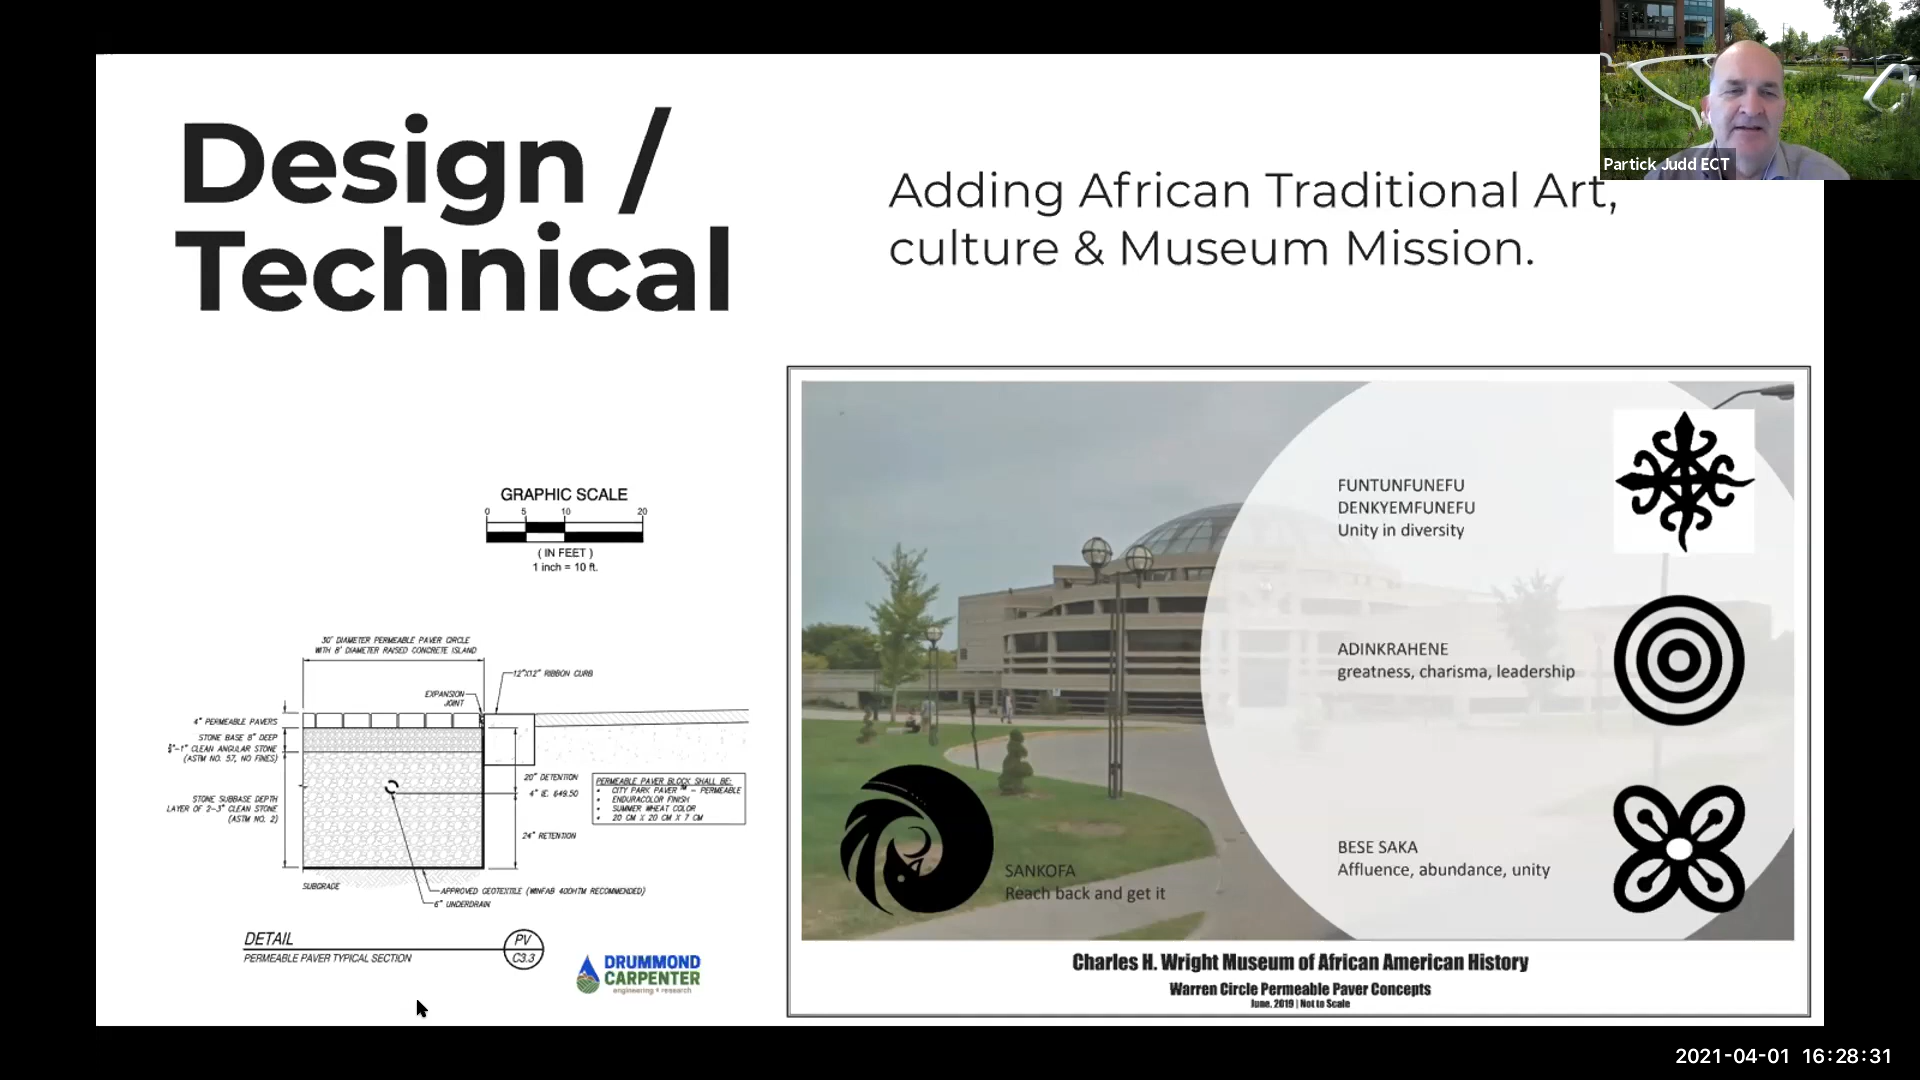 Design /
Technical
Adding African Traditional Art,
culture & Museum Mission.
Partick Judd ECT
GRAPHIC SCALE
0 5 10 20
( IN FEET )
1 inch = 10 ft.
30' DIAMETER PERMEABLE PAVER CIRCLE
WITH 8' DIAMETER RAISED CONCRETE ISLAND
12"X12" RIBBON CURB
EXPANSION
JOINT
4" PERMEABLE PAVERS
STONE BASE 8" DEEP
CLEAN ANGULAR STONE
(ASTM NO. 57, NO FINES)
STONE SUBBASE DEPTH
LAYER OF 2-3" CLEAN STONE
(ASTM NO. 2)
20" DETENTION
4" IE. 649.50
24" RETENTION
PERMEABLE PAVER BLOCK SHALL BE:
• CITY PARK PAVER ™ - PERMEABLE
• ENDURACOLOR FINISH
• SUMMER WHEAT COLOR
• 20 CM X 20 CM X 7 CM
SUBGRADE
APPROVED GEOTEXTILE (WINFAB 400HTM RECOMMENDED)
6" UNDERDRAIN
DETAIL
PERMEABLE PAVER TYPICAL SECTION
PV
C3.3
DRUMMOND
CARPENTER
engineering + research
FUNTUNFUNEFU
DENKYEMFUNEFU
Unity in diversity
ADINKRAHENE
greatness, charisma, leadership
BESE SAKA
Affluence, abundance, unity
SANKOFA
Reach back and get it
Charles H. Wright Museum of African American History
Warren Circle Permeable Paver Concepts
June, 2019 | Not to Scale
2021-04-01 16:28:31